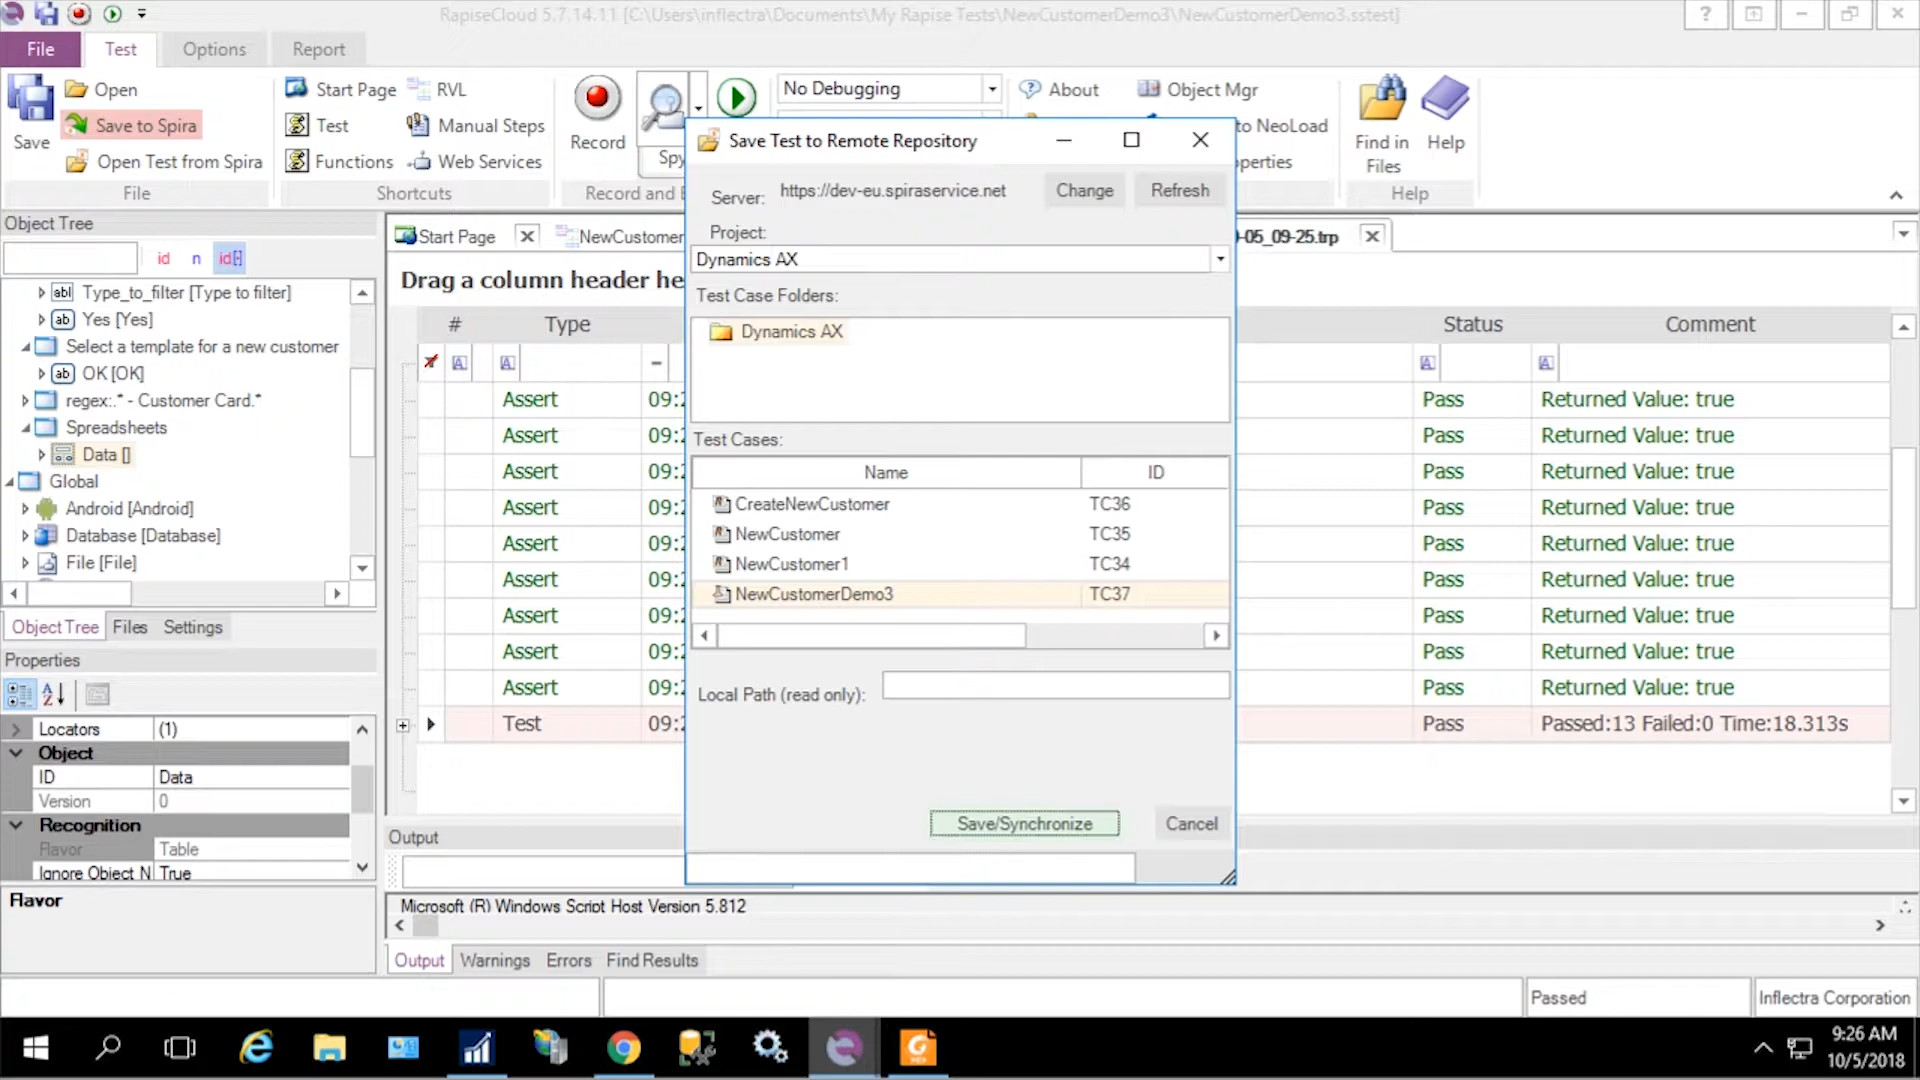 RapiseCloud 5.7.14.11 [C:\Users\inflectra\Documents\My Rapise Tests\NewCustomerDemo3\NewCustomerDemo3.sstest]
File
Test
Options
Report
Save
Open
Save to Spira
Open Test from Spira
File
Start Page
Test
Functions
RVL
Manual Steps
Web Services
Shortcuts
Record
Spy
Record and
No Debugging
About
Object Mgr
to NeoLoad
Find in
Files
Help
Help
Object Tree
id n id[·]
Type_to_filter [Type to filter]
Yes [Yes]
Select a template for a new customer
OK [OK]
regex:.* - Customer Card.*
Spreadsheets
Data []
Global
Android [Android]
Database [Database]
File [File]
Object Tree
Files
Settings
Properties
Locators (1)
Object
ID Data
Version 0
Recognition
Flavor Table
Ignore Object N True
Flavor
Start Page
NewCustomer
-05_09-25.trp
Drag a column header he
# Type Status Comment
Assert 09:2 Pass Returned Value: true
Assert 09:2 Pass Returned Value: true
Assert 09:2 Pass Returned Value: true
Assert 09:2 Pass Returned Value: true
Assert 09:2 Pass Returned Value: true
Assert 09:2 Pass Returned Value: true
Assert 09:2 Pass Returned Value: true
Assert 09:2 Pass Returned Value: true
Assert 09:2 Pass Returned Value: true
Test 09:2 Pass Passed:13 Failed:0 Time:18.313s
Save Test to Remote Repository
Server: https://dev-eu.spiraservice.net
Change
Refresh
Project:
Dynamics AX
Test Case Folders:
Dynamics AX
Test Cases:
Name ID
CreateNewCustomer TC36
NewCustomer TC35
NewCustomer1 TC34
NewCustomerDemo3 TC37
Local Path (read only):
Save/Synchronize
Cancel
Output
Microsoft (R) Windows Script Host Version 5.812
Output
Warnings
Errors
Find Results
Passed
Inflectra Corporation
9:26 AM
10/5/2018